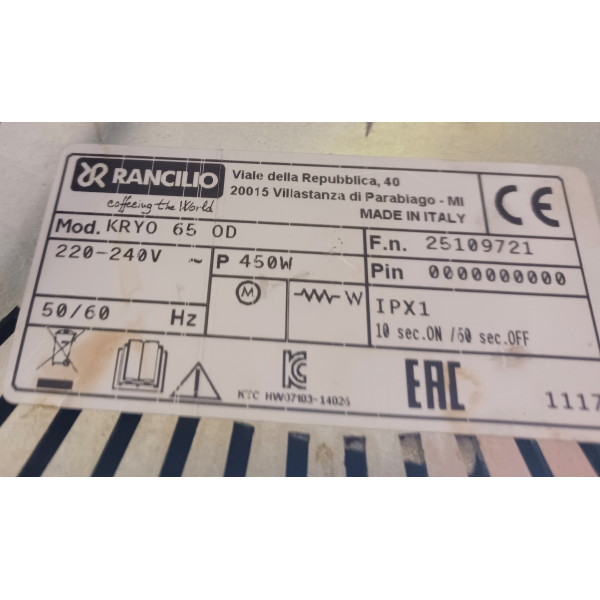 RANCILIO
coffeeing the World
Viale della Repubblica, 40
20015 Villastanza di Parabiago - MI
MADE IN ITALY
CE
Mod. KRYO 65 OD
F.n. 25109721
220-240V ~
P 450W
Pin 0000000000
M
W
IPX1
50/60 Hz
10 sec.ON /60 sec.OFF
KTC HW07103-14026
EAC
1117